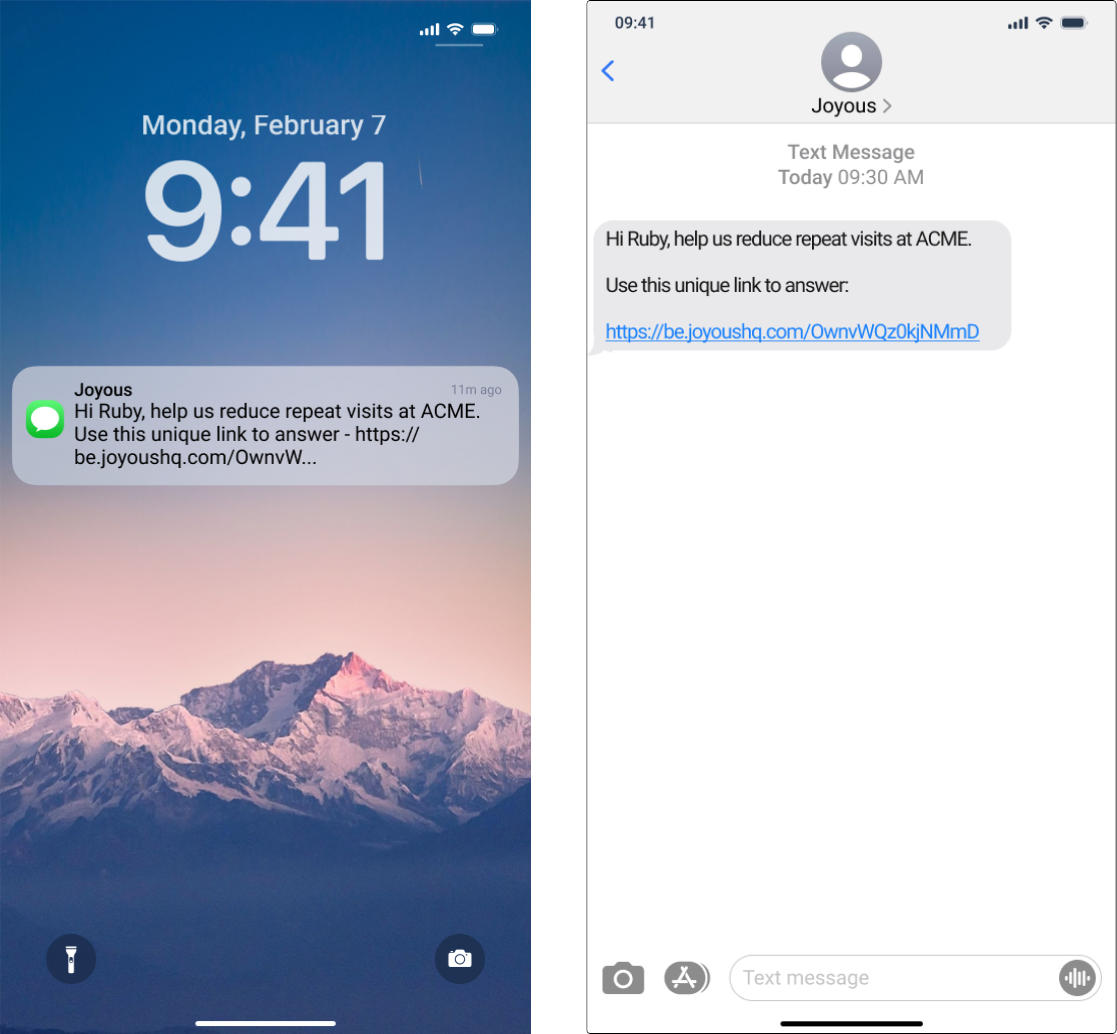 Monday, February 7
9:41
Joyous
11m ago
Hi Ruby, help us reduce repeat visits at ACME.
Use this unique link to answer - https://
be.joyoushq.com/OwnvW...
09:41
Joyous
Text Message
Today 09:30 AM
Hi Ruby, help us reduce repeat visits at ACME.
Use this unique link to answer:
https://be.joyoushq.com/OwnvWQz0kjNMmD
Text message